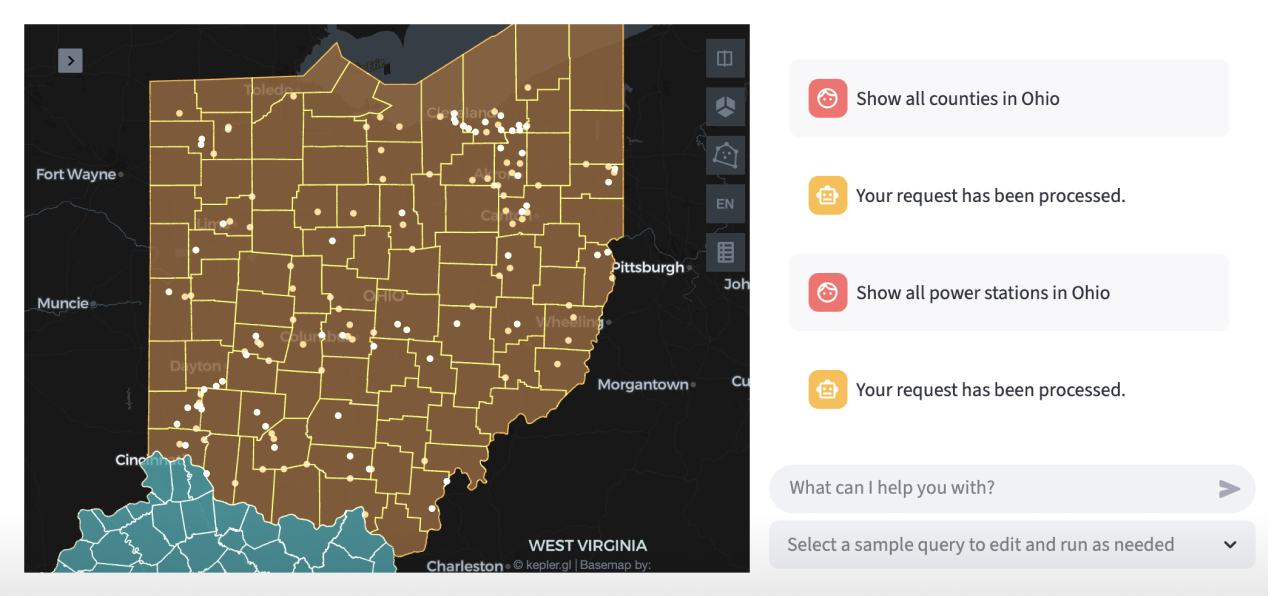 Toledo
Erie
Cleveland
Fort Wayne
Akron
EN
Lima
Canton
Pittsburgh
Joh
Muncie
OHIO
Wheeling
Columbus
Dayton
Morgantown
Cu
Cincinnati
WEST VIRGINIA
Charleston
© kepler.gl | Basemap by:
Show all counties in Ohio
Your request has been processed.
Show all power stations in Ohio
Your request has been processed.
What can I help you with?
Select a sample query to edit and run as needed